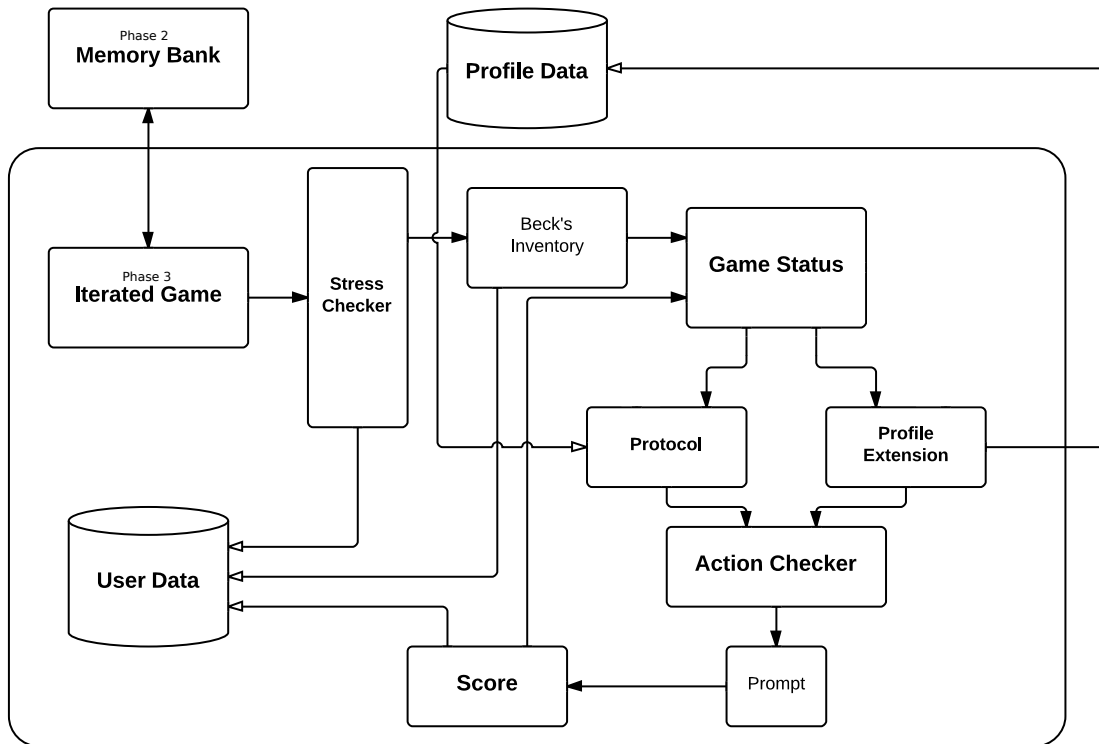 Phase 2
Memory Bank
Profile Data
Beck's
Inventory
Game Status
Phase 3
Iterated Game
Stress
Checker
Protocol
Profile
Extension
User Data
Action Checker
Score
Prompt